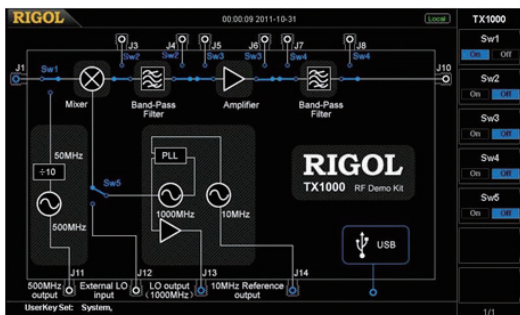 RIGOL
00:00:09 2011-10-31
Local
TX1000
J1
Sw1
J3
Sw2
J4
Sw2
J5
Sw3
J6
Sw3
J7
Sw4
J8
Sw4
J10
Mixer
Band-Pass
Filter
Amplifier
Band-Pass
Filter
50MHz
÷10
500MHz
Sw5
PLL
1000MHz
10MHz
RIGOL
TX1000 RF Demo Kit
USB
J11
J12
J13
J14
500MHz
output
External LO
input
LO output
(1000MHz)
10MHz Reference
output
UserKey Set: System,
Sw1
On Off
Sw2
On Off
Sw3
On Off
Sw4
On Off
Sw5
On Off
1/1